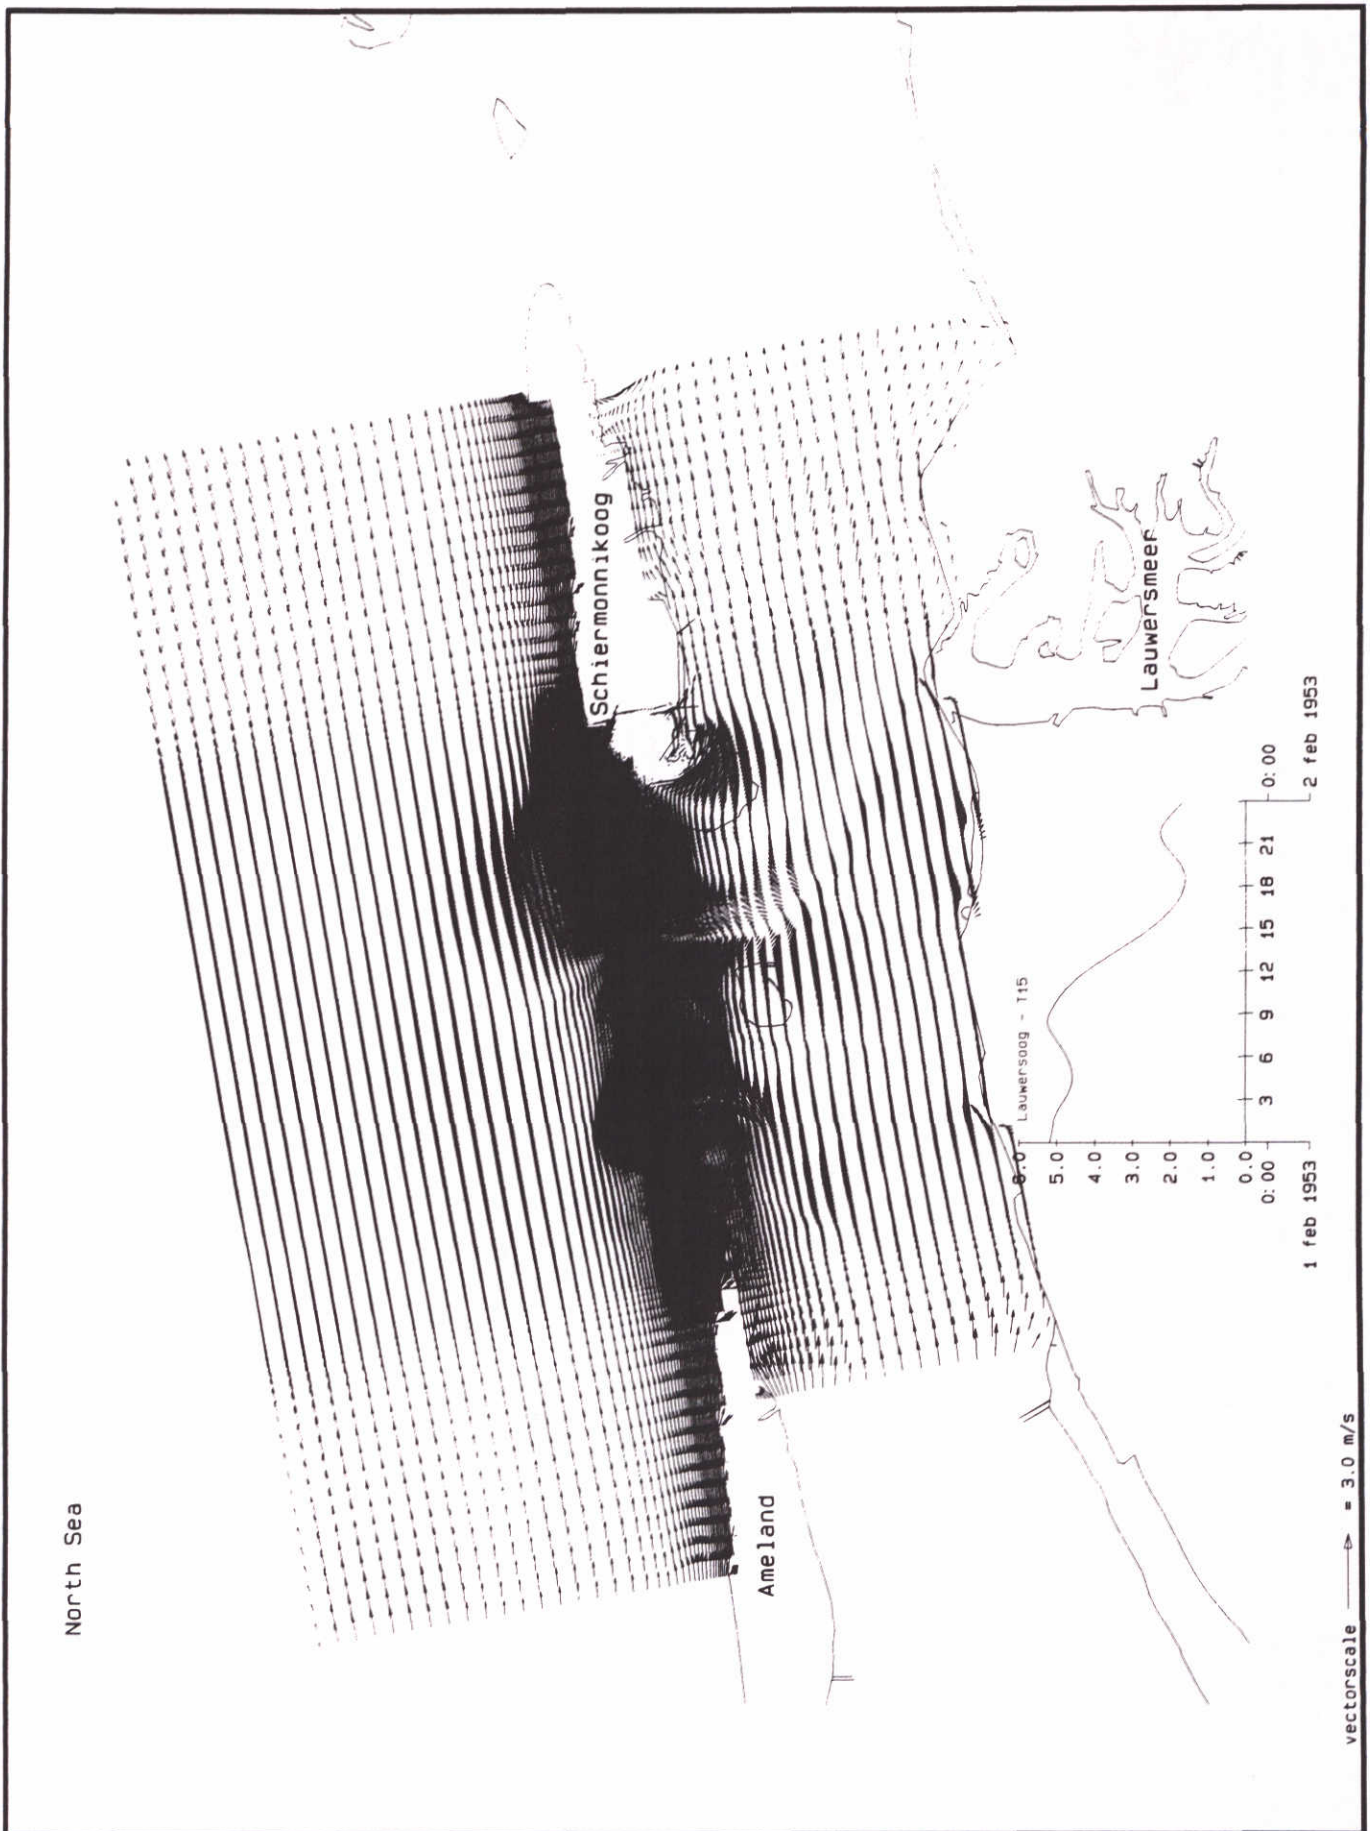 North Sea
Schiermonnikoog
Ameland
Lauwersmeer
Lauwersoog - T15
6.0
5.0
4.0
3.0
2.0
1.0
0.0
0:00 3 6 9 12 15 18 21 0:00
1 feb 1953 2 feb 1953
vectorscale = 3.0 m/s